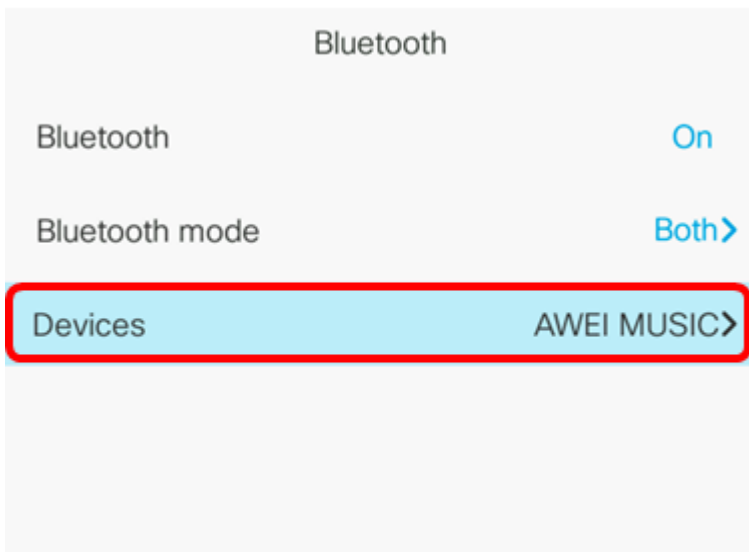 Bluetooth
Bluetooth On
Bluetooth mode Both>
Devices AWEI MUSIC>